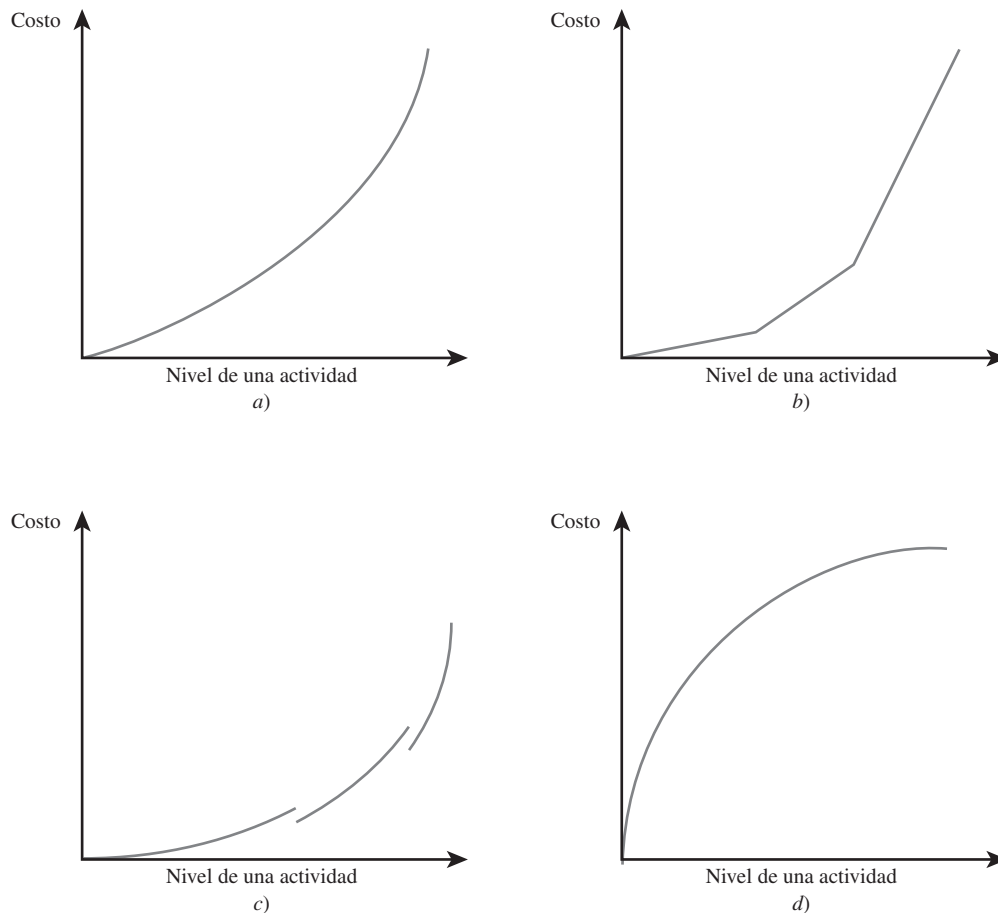 Costo
Nivel de una actividad
a)
Costo
Nivel de una actividad
b)
Costo
Nivel de una actividad
c)
Costo
Nivel de una actividad
d)